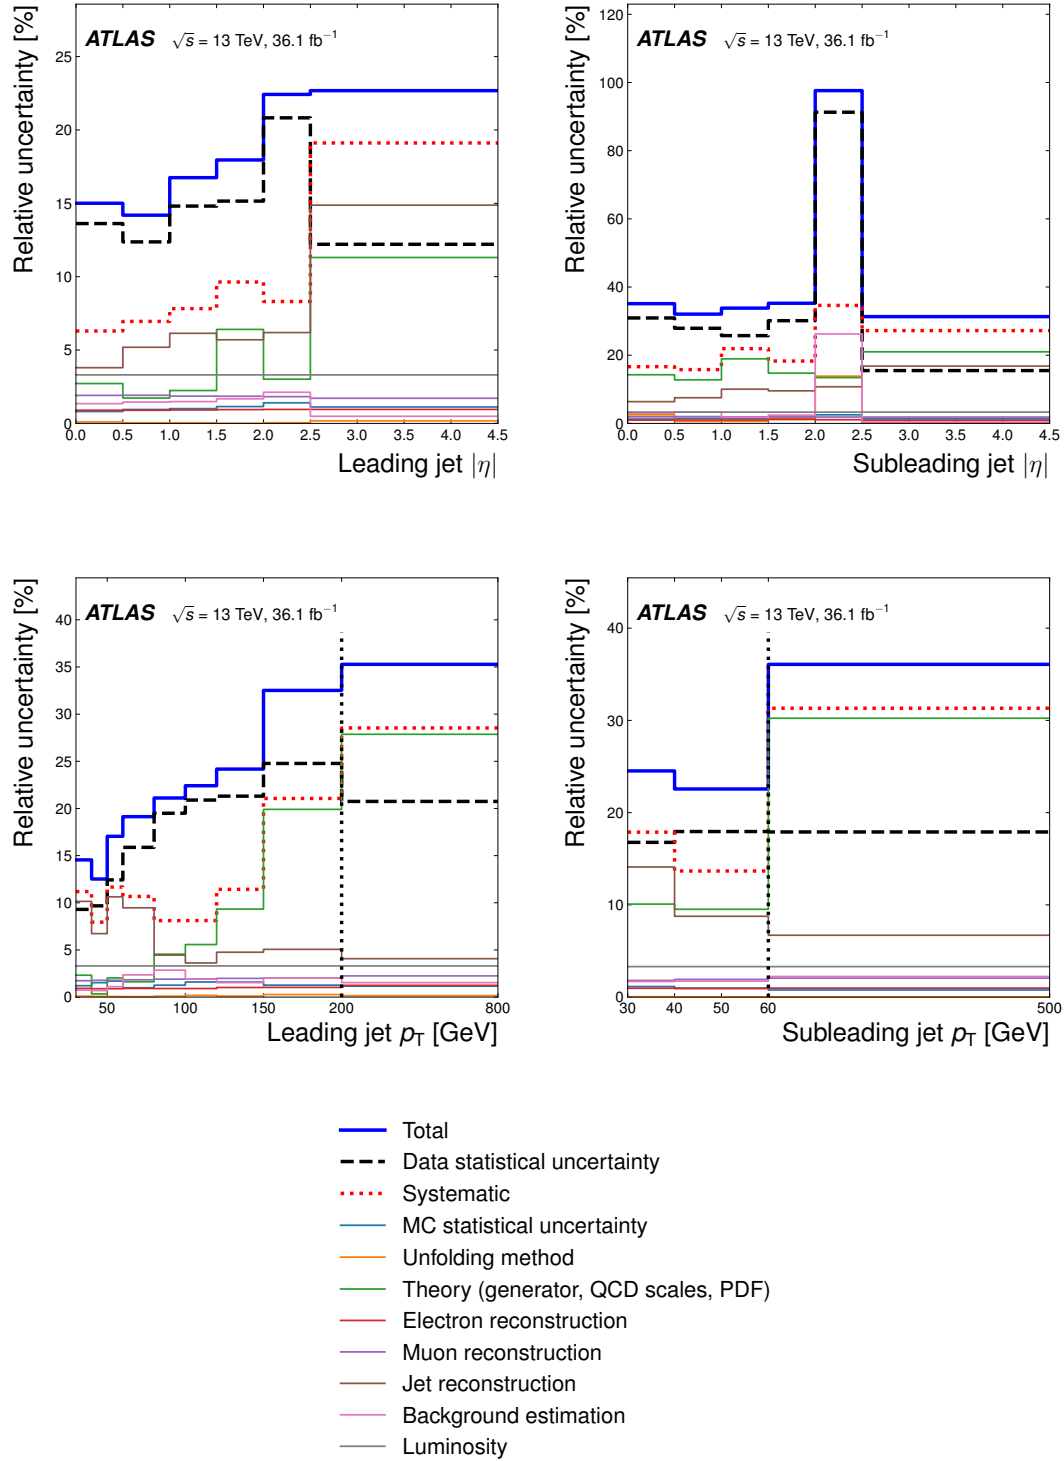 Relative uncertainty [%]
ATLAS √s = 13 TeV, 36.1 fb⁻¹
25
20
15
10
5
0
0.0 0.5 1.0 1.5 2.0 2.5 3.0 3.5 4.0 4.5
Leading jet |η|
Relative uncertainty [%]
ATLAS √s = 13 TeV, 36.1 fb⁻¹
120
100
80
60
40
20
0
0.0 0.5 1.0 1.5 2.0 2.5 3.0 3.5 4.0 4.5
Subleading jet |η|
Relative uncertainty [%]
ATLAS √s = 13 TeV, 36.1 fb⁻¹
40
35
30
25
20
15
10
5
0
50 100 150 200 800
Leading jet p_T [GeV]
Relative uncertainty [%]
ATLAS √s = 13 TeV, 36.1 fb⁻¹
40
30
20
10
0
30 40 50 60 500
Subleading jet p_T [GeV]
Total
Data statistical uncertainty
Systematic
MC statistical uncertainty
Unfolding method
Theory (generator, QCD scales, PDF)
Electron reconstruction
Muon reconstruction
Jet reconstruction
Background estimation
Luminosity